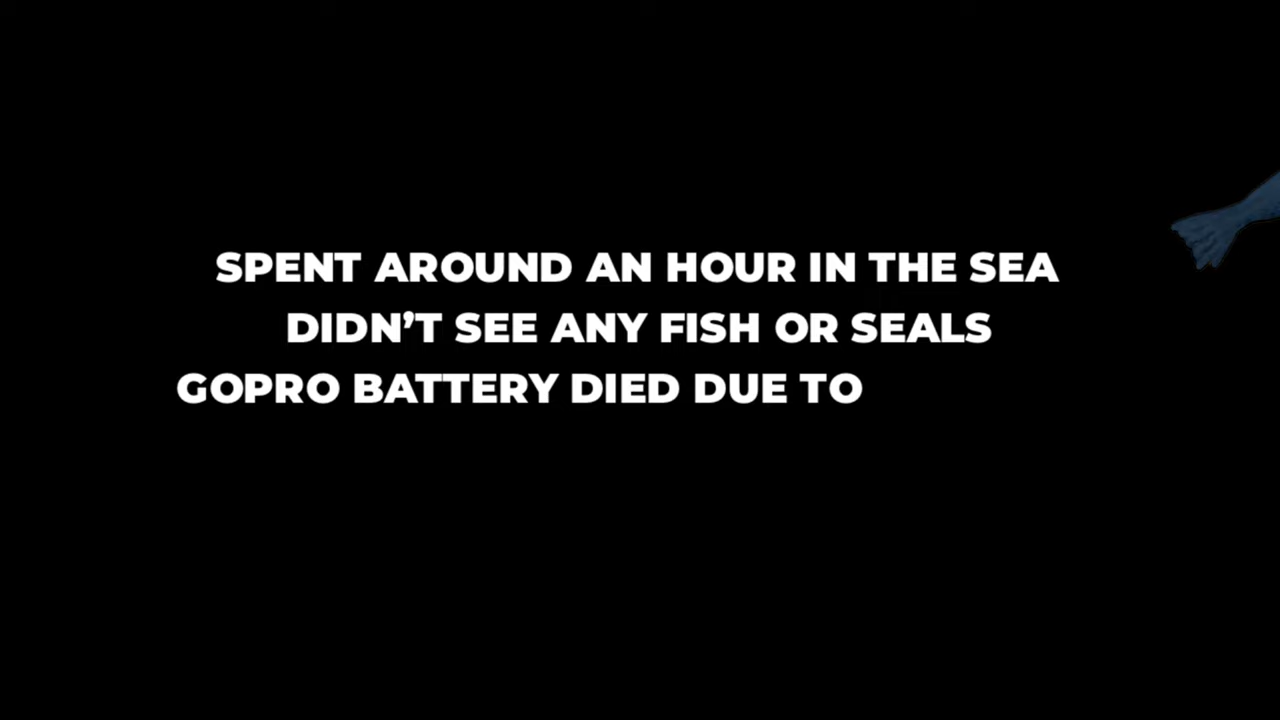 SPENT AROUND AN HOUR IN THE SEA
DIDN’T SEE ANY FISH OR SEALS
GOPRO BATTERY DIED DUE TO